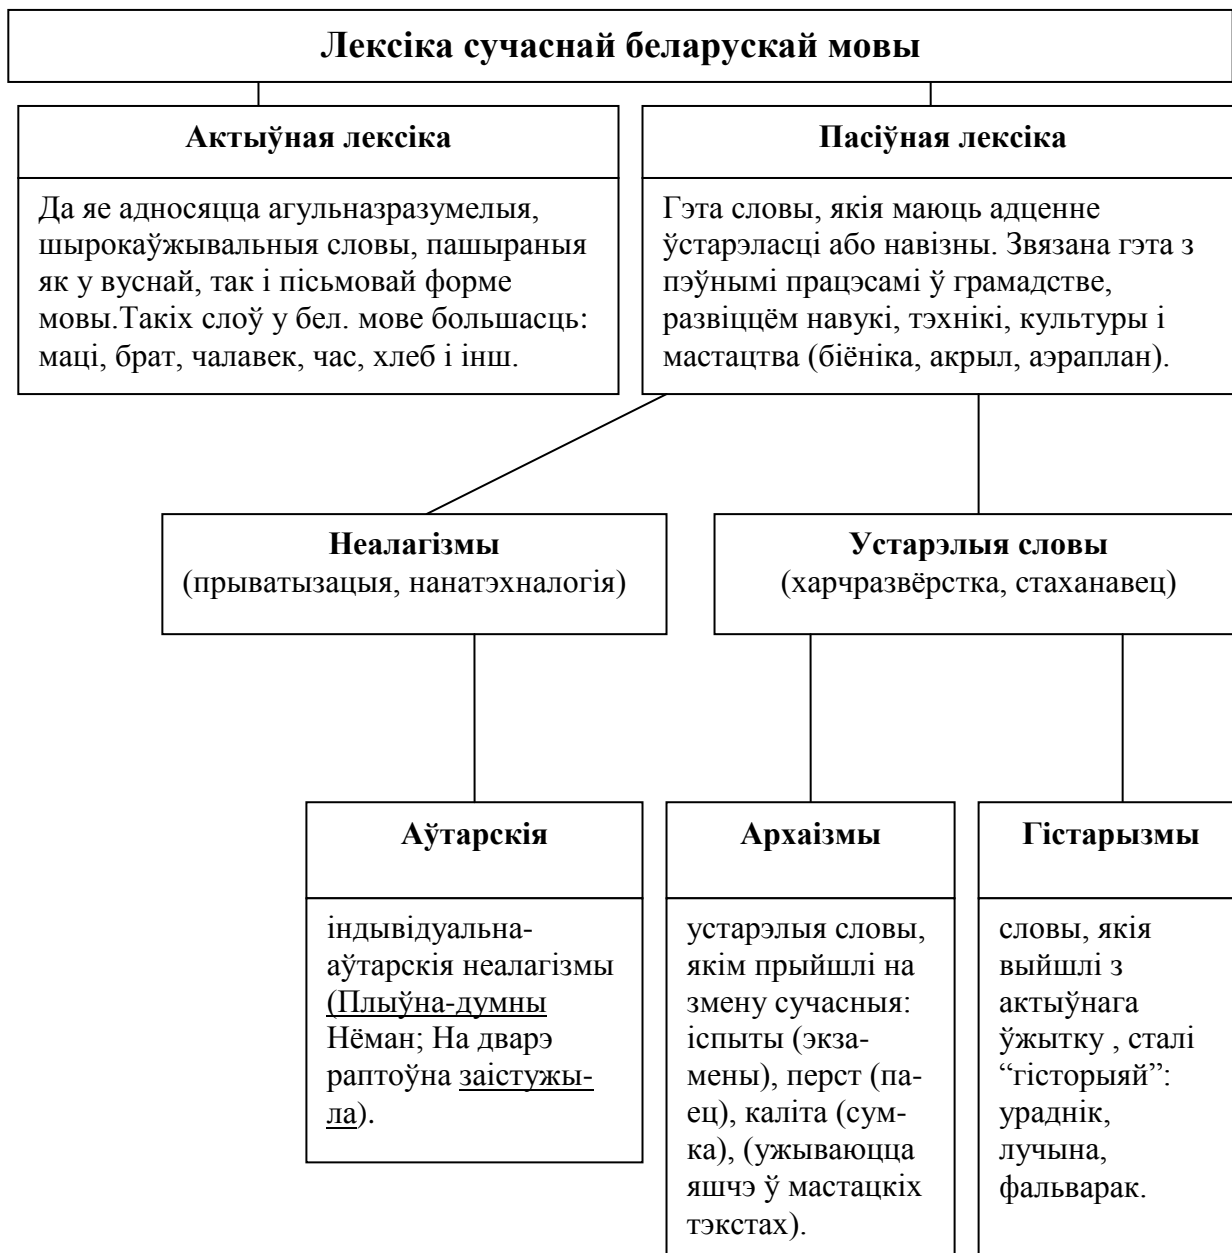 Лексіка сучаснай беларускай мовы
Актыўная лексіка
Да яе адносяцца агульназразумелыя,
шырокаўжывальныя словы, пашыраныя
як у вуснай, так і пісьмовай форме
мовы.Такіх слоў у бел. мове большасць:
маці, брат, чалавек, час, хлеб і інш.
Пасіўная лексіка
Гэта словы, якія маюць адценне
ўстарэласці або навізны. Звязана гэта з
пэўнымі працэсамі ў грамадстве,
развіццём навукі, тэхнікі, культуры і
мастацтва (біёніка, акрыл, аэраплан).
Неалагізмы
(прыватызацыя, нанатэхналогія)
Устарэлыя словы
(харчразвёрстка, стаханавец)
Аўтарскія
індывідуальна-
аўтарскія неалагізмы
(Плыўна-думны
Нёман; На дварэ
раптоўна заістужы-
ла).
Архаізмы
устарэлыя словы,
якім прыйшлі на
змену сучасныя:
іспыты (экза-
мены), перст (па-
ец), каліта (сум-
ка), (ужываюцца
яшчэ ў мастацкіх
тэкстах).
Гістарызмы
словы, якія
выйшлі з
актыўнага
ўжытку , сталі
“гісторыяй”:
ураднік,
лучына,
фальварак.